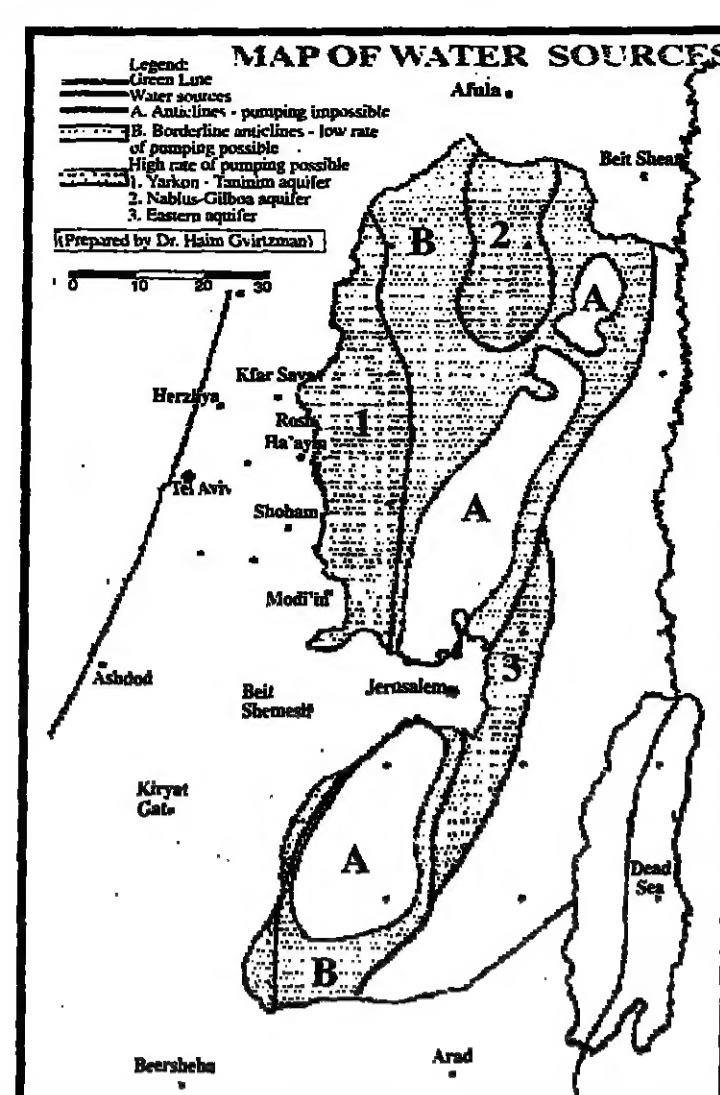 MAP OF WATER SOURCES
Legend:
Green Line
Water sources
A. Anticlines - pumping impossible
B. Borderline anticlines - low rate
of pumping possible
High rate of pumping possible
1. Yarkon - Taninim aquifer
2. Nablus-Gilboa aquifer
3. Eastern aquifer
(Prepared by Dr. Haim Gvirtzman)
0 10 20 30
Afula
Beit Shean
B
2
A
Kfar Sava
Herzliya
1
Rosh
Ha'ayin
Tel Aviv
A
Shoham
Modi'in
3
Ashdod
Jerusalem
Beit
Shemesh
Kiryat
Gat
A
Dead
Sea
B
Beersheba
Arad